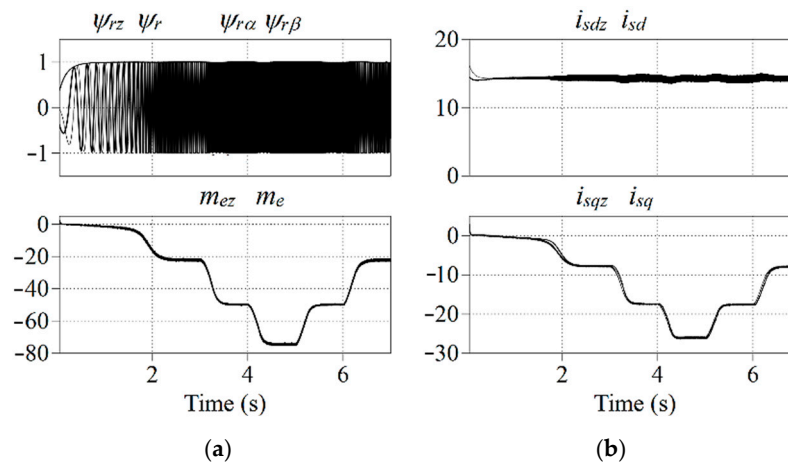 ψrz ψr ψrα ψrβ
1
0
-1
mez me
0
-20
-40
-60
-80
2 4 6
Time (s)
(a)
isdz isd
20
10
0
isqz isq
0
-10
-20
-30
2 4 6
Time (s)
(b)